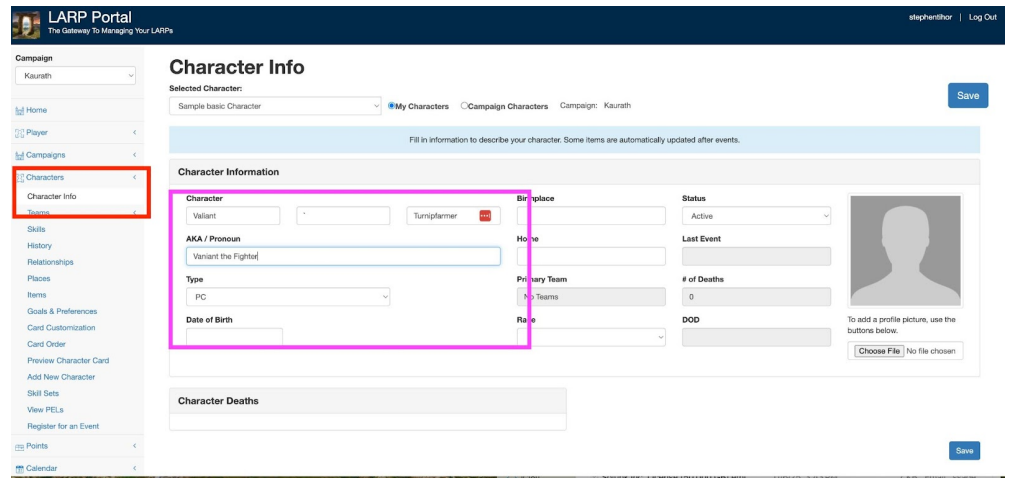 LARP Portal
The Gateway To Managing Your LARPs
stephentihor | Log Out
Campaign
Kaurath
Home
Player
Campaigns
Characters
Character Info
Teams
Skills
History
Relationships
Places
Items
Goals & Preferences
Card Customization
Card Order
Preview Character Card
Add New Character
Skill Sets
View PELs
Register for an Event
Points
Calendar
Character Info
Selected Character:
Sample basic Character My Characters Campaign Characters Campaign: Kaurath
Save
Fill in information to describe your character. Some items are automatically updated after events.
Character Information
Character Birthplace Status
Valiant ` Turnipfarmer Active
AKA / Pronoun Home Last Event
Vaniant the Fighter
Type Primary Team # of Deaths
PC No Teams 0
Date of Birth Race DOD
To add a profile picture, use the
buttons below.
Choose File No file chosen
Character Deaths
Save